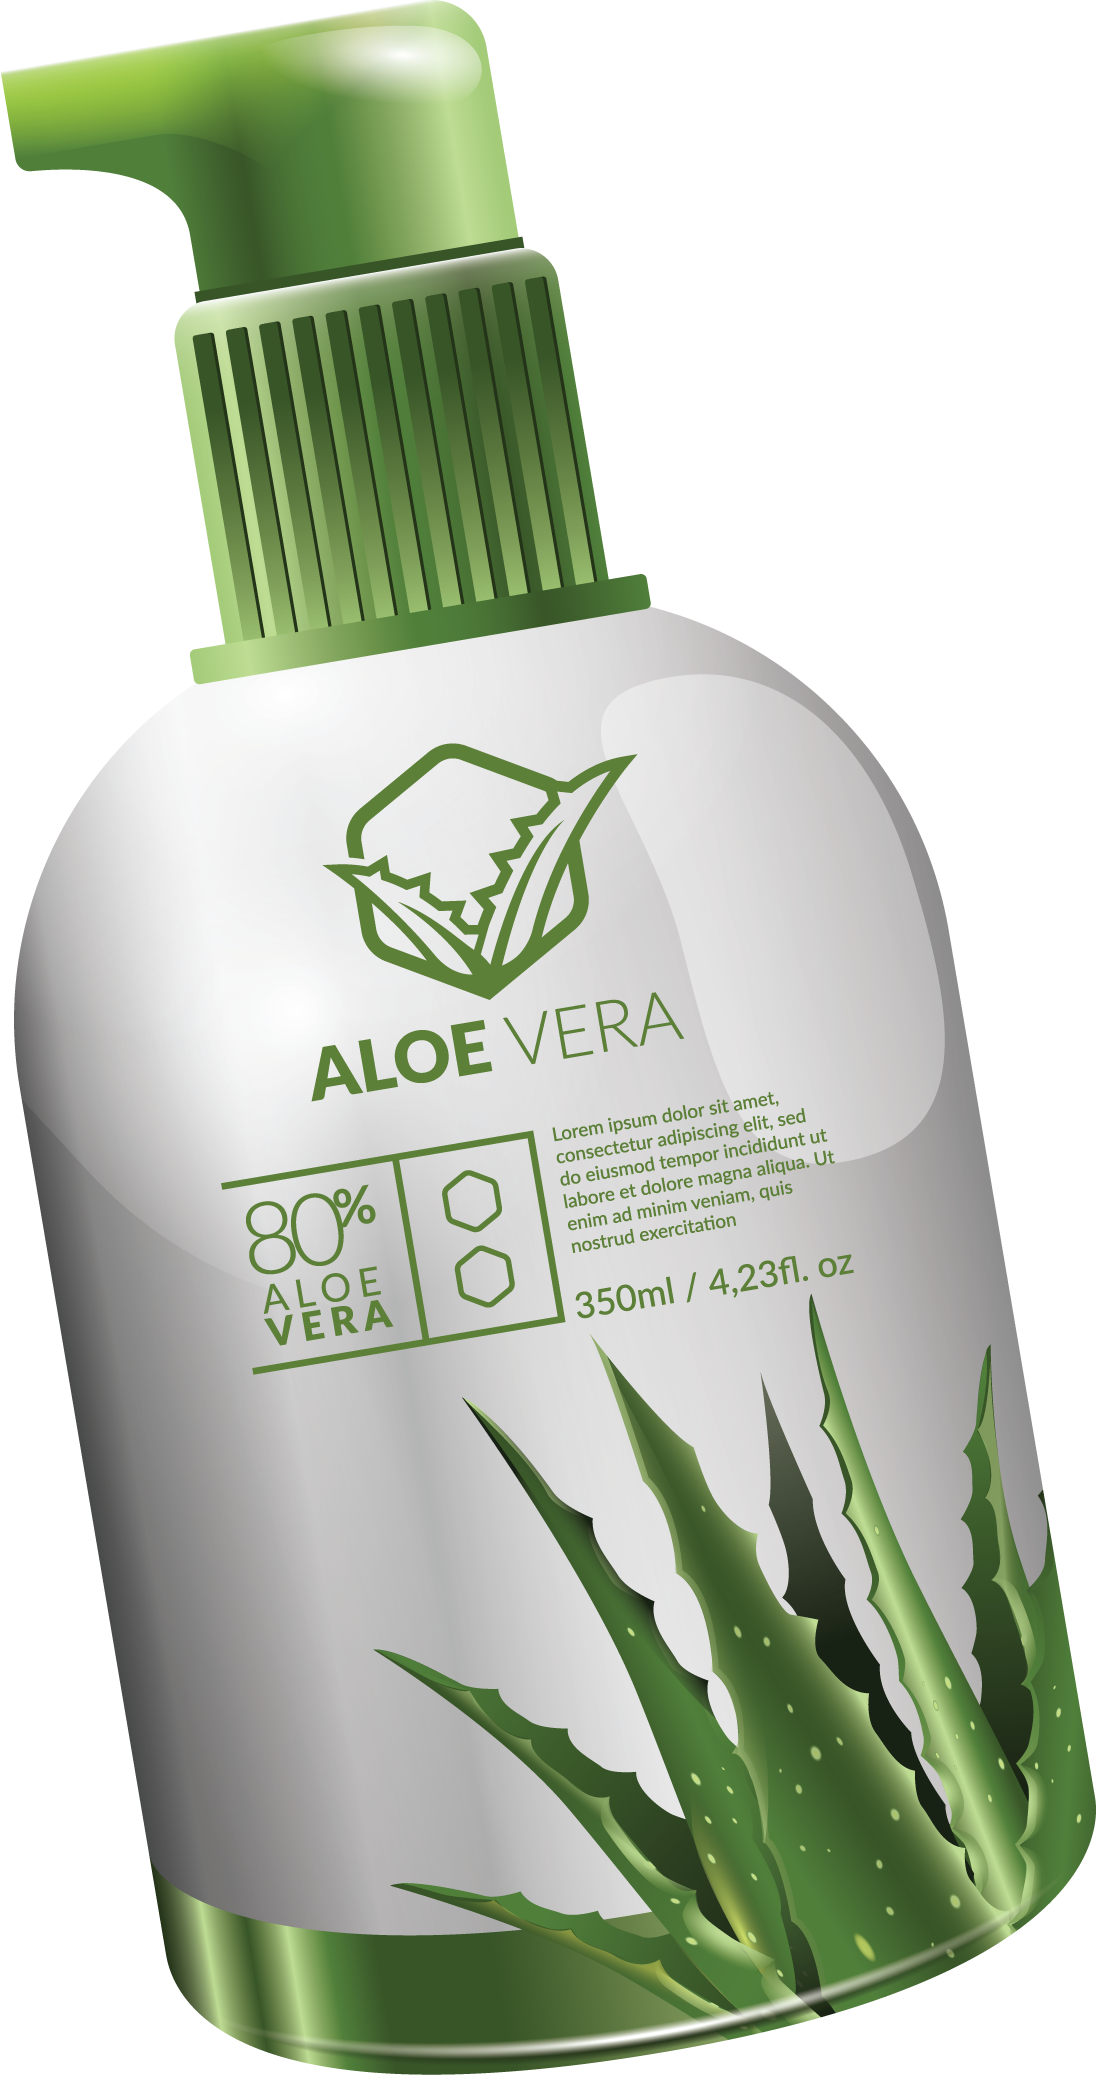 ALOE VERA
80%
ALOE
VERA
Lorem ipsum dolor sit amet,
consectetur adipiscing elit, sed
do eiusmod tempor incididunt ut
labore et dolore magna aliqua. Ut
enim ad minim veniam, quis
nostrud exercitation
350ml / 4,23fl. oz